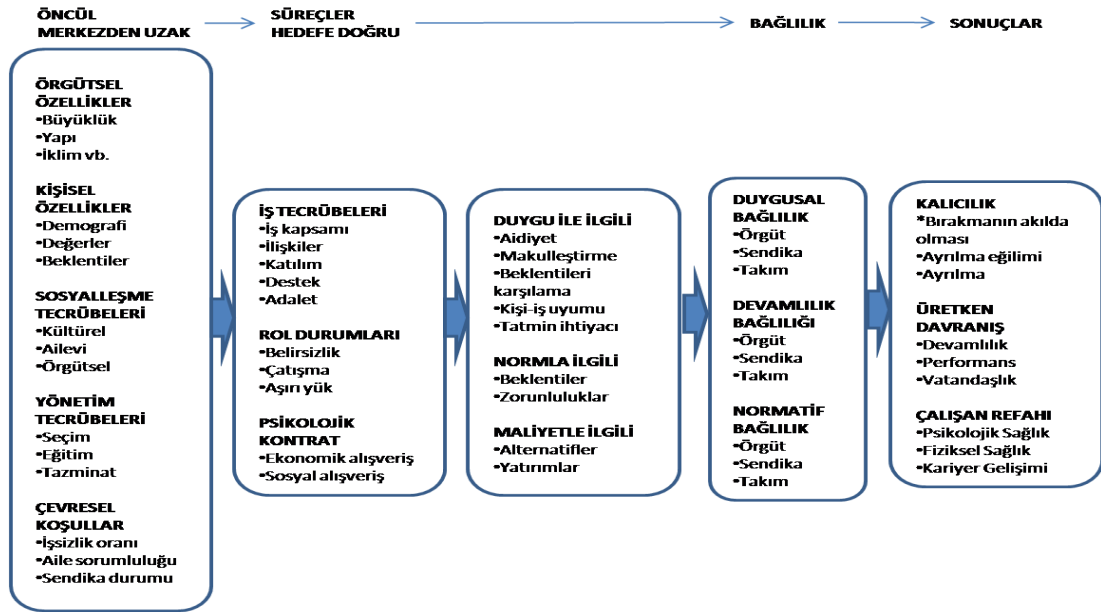 ÖNCÜL
MERKEZDEN UZAK
SÜREÇLER
HEDEFE DOĞRU
BAĞLILIK
SONUÇLAR
ÖRGÜTSEL
ÖZELLİKLER
•Büyüklük
•Yapı
•İklim vb.
KİŞİSEL
ÖZELLİKLER
•Demografi
•Değerler
•Beklentiler
SOSYALLEŞME
TECRÜBELERİ
•Kültürel
•Ailevi
•Örgütsel
YÖNETİM
TECRÜBELERİ
•Seçim
•Eğitim
•Tazminat
ÇEVRESEL
KOŞULLAR
•İşsizlik oranı
•Aile sorumluluğu
•Sendika durumu
İŞ TECRÜBELERİ
•İş kapsamı
•İlişkiler
•Katılım
•Destek
•Adalet
ROL DURUMLARI
•Belirsizlik
•Çatışma
•Aşırı yük
PSİKOLOJİK
KONTRAT
•Ekonomik alışveriş
•Sosyal alışveriş
DUYGU İLE İLGİLİ
•Aidiyet
•Makulleştirme
•Beklentileri
karşılama
•Kişi-iş uyumu
•Tatmin ihtiyacı
NORMLA İLGİLİ
•Beklentiler
•Zorunluluklar
MALİYETLE İLGİLİ
•Alternatifler
•Yatırımlar
DUYGUSAL
BAĞLILIK
•Örgüt
•Sendika
•Takım
DEVAMLILIK
BAĞLILIĞI
•Örgüt
•Sendika
•Takım
NORMATİF
BAĞLILIK
•Örgüt
•Sendika
•Takım
KALICILIK
*Bırakmanın akılda
olması
•Ayrılma eğilimi
•Ayrılma
ÜRETKEN
DAVRANIŞ
•Devamlılık
•Performans
•Vatandaşlık
ÇALIŞAN REFAHI
•Psikolojik Sağlık
•Fiziksel Sağlık
•Kariyer Gelişimi